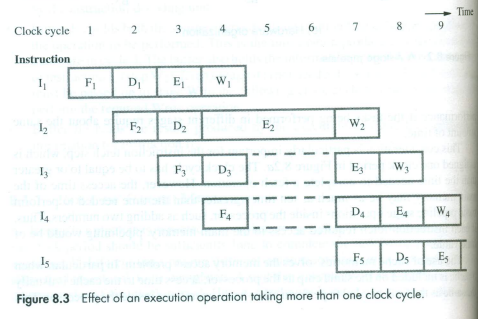 Time
Clock cycle 1 2 3 4 5 6 7 8 9
Instruction
I1 F1 D1 E1 W1
I2 F2 D2 E2 W2
I3 F3 D3 E3 W3
I4 F4 D4 E4 W4
I5 F5 D5 E5
Figure 8.3 Effect of an execution operation taking more than one clock cycle.